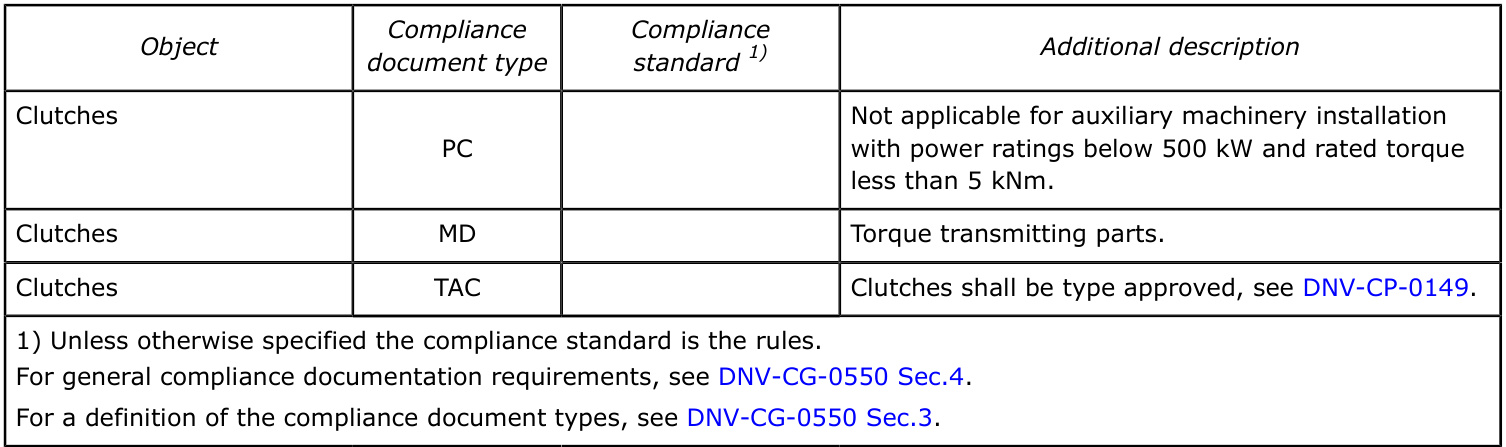 Object
Compliance
document type
Compliance
standard 1)
Additional description
Clutches
PC
Not applicable for auxiliary machinery installation
with power ratings below 500 kW and rated torque
less than 5 kNm.
Clutches
MD
Torque transmitting parts.
Clutches
TAC
Clutches shall be type approved, see DNV-CP-0149.
1) Unless otherwise specified the compliance standard is the rules.
For general compliance documentation requirements, see DNV-CG-0550 Sec.4.
For a definition of the compliance document types, see DNV-CG-0550 Sec.3.